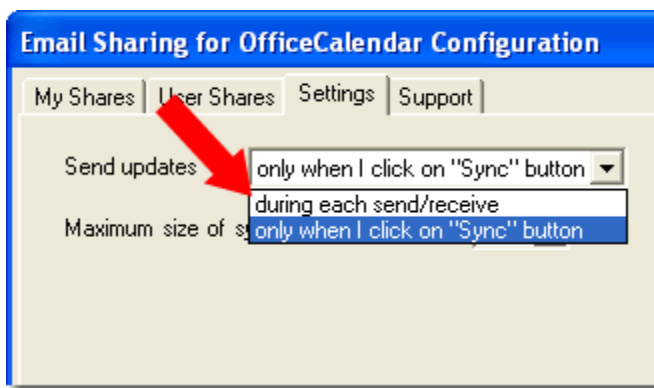 Email Sharing for OfficeCalendar Configuration
My Shares User Shares Settings Support
Send updates only when I click on "Sync" button
during each send/receive
Maximum size of only when I click on "Sync" button